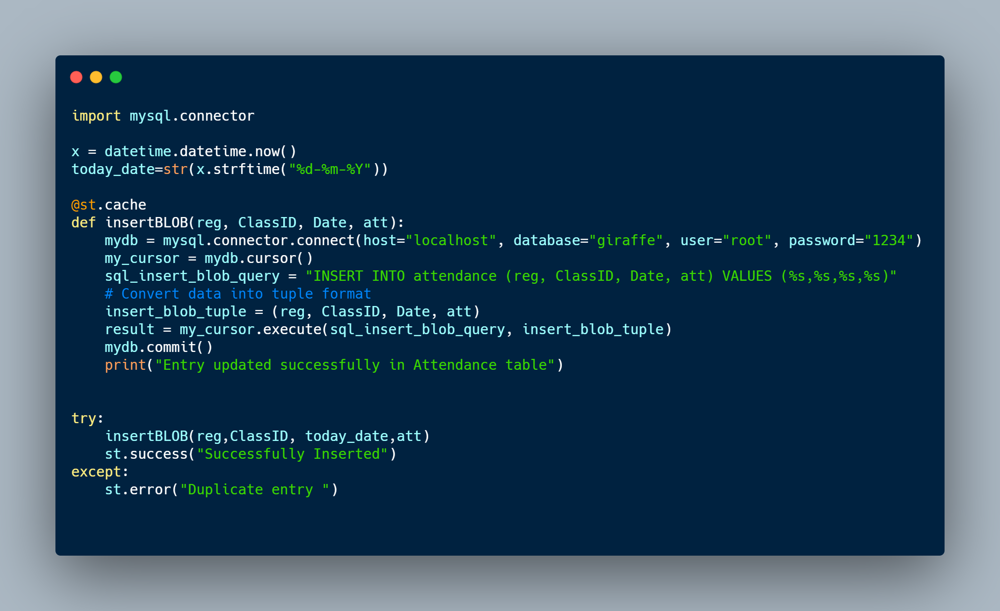 import mysql.connector

x = datetime.datetime.now()
today_date=str(x.strftime("%d-%m-%Y"))

@st.cache
def insertBLOB(reg, ClassID, Date, att):
    mydb = mysql.connector.connect(host="localhost", database="giraffe", user="root", password="1234")
    my_cursor = mydb.cursor()
    sql_insert_blob_query = "INSERT INTO attendance (reg, ClassID, Date, att) VALUES (%s,%s,%s,%s)"
    # Convert data into tuple format
    insert_blob_tuple = (reg, ClassID, Date, att)
    result = my_cursor.execute(sql_insert_blob_query, insert_blob_tuple)
    mydb.commit()
    print("Entry updated successfully in Attendance table")


try:
    insertBLOB(reg,ClassID, today_date,att)
    st.success("Successfully Inserted")
except:
    st.error("Duplicate entry ")